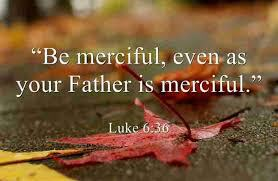 “Be merciful, even as
your Father is merciful.”
Luke 6:36